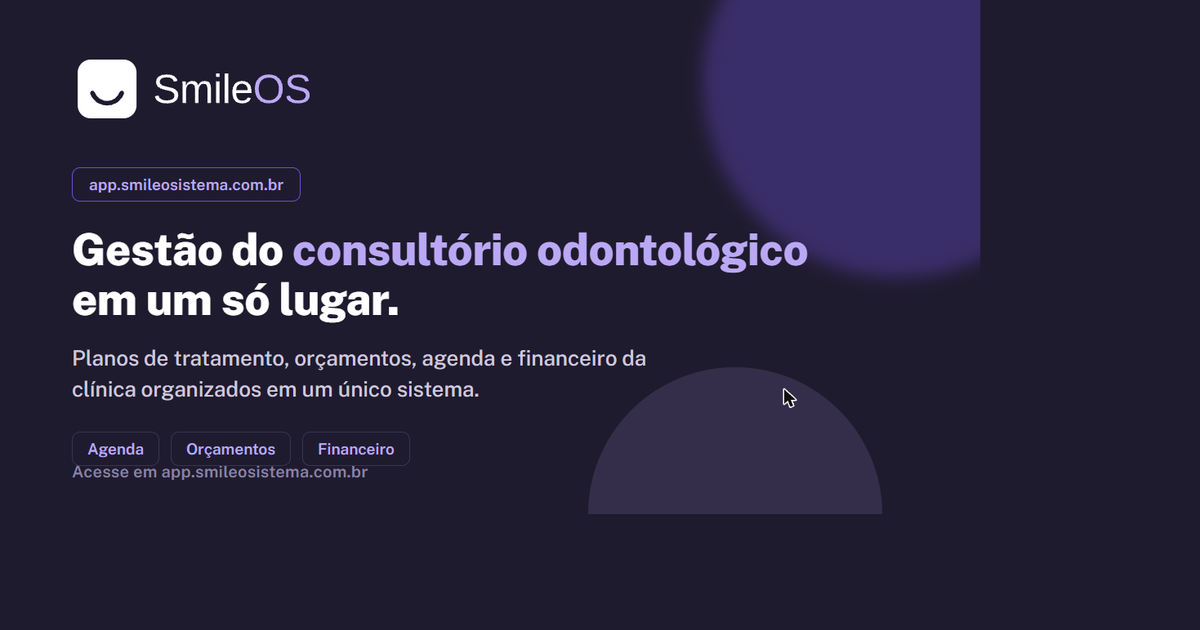 SmileOS
app.smileosistema.com.br
Gestão do consultório odontológico
em um só lugar.
Planos de tratamento, orçamentos, agenda e financeiro da
clínica organizados em um único sistema.
Agenda Orçamentos Financeiro
Acesse em app.smileosistema.com.br